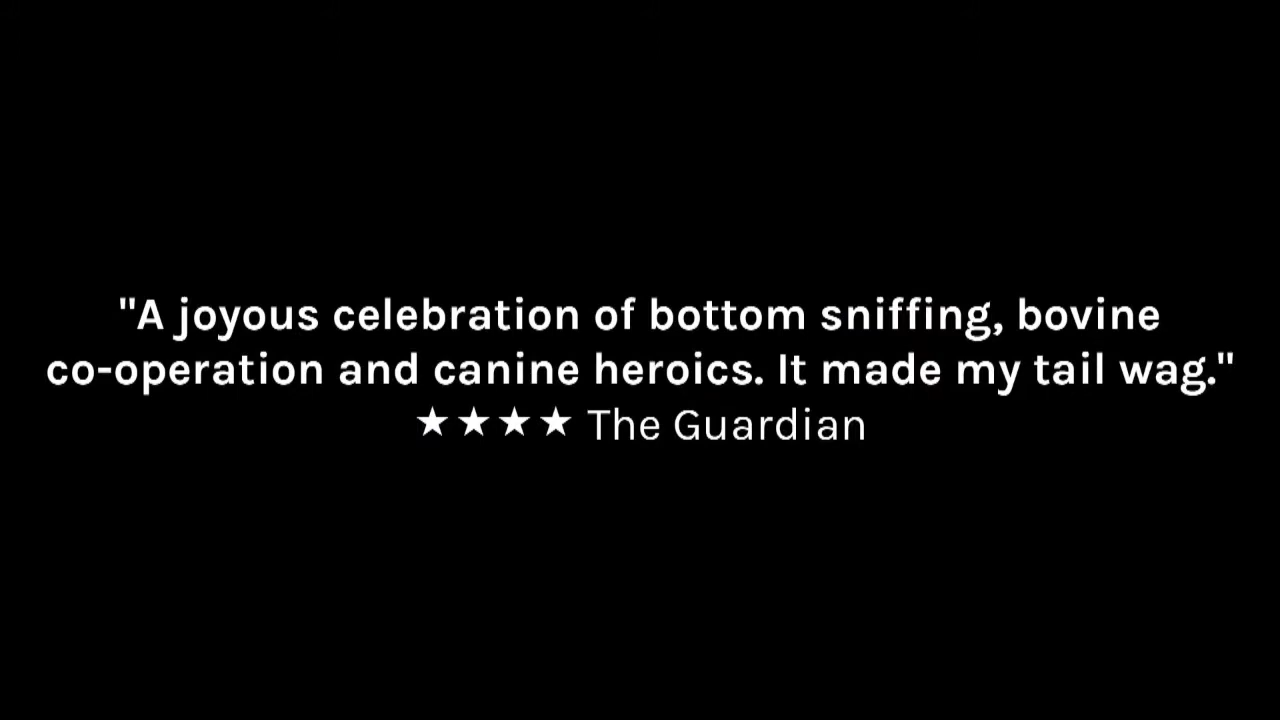 "A joyous celebration of bottom sniffing, bovine
co-operation and canine heroics. It made my tail wag."
★★★★ The Guardian